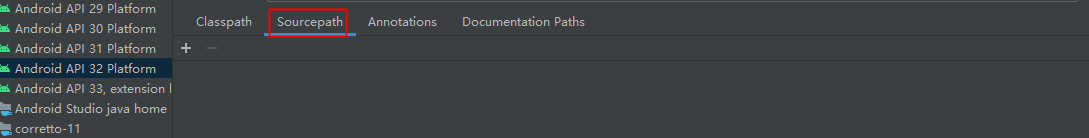 Android API 29 Platform
Android API 30 Platform
Android API 31 Platform
Android API 32 Platform
Android API 33, extension l
Android Studio java home
corretto-11
Classpath Sourcepath Annotations Documentation Paths